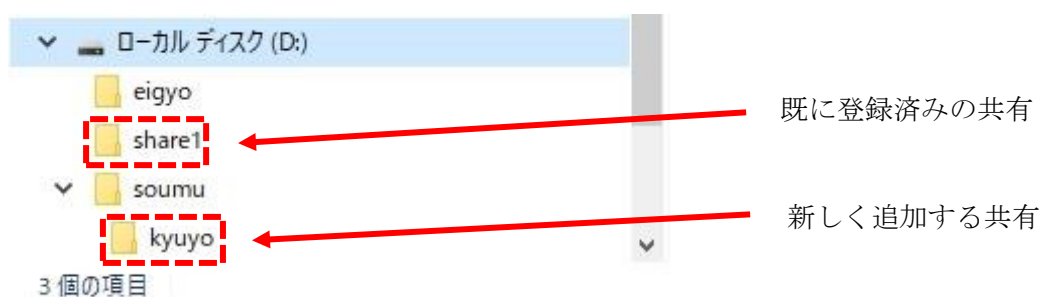 ローカル ディスク (D:)
eigyo
既に登録済みの共有
share1
soumu
新しく追加する共有
kyuyo
3 個の項目